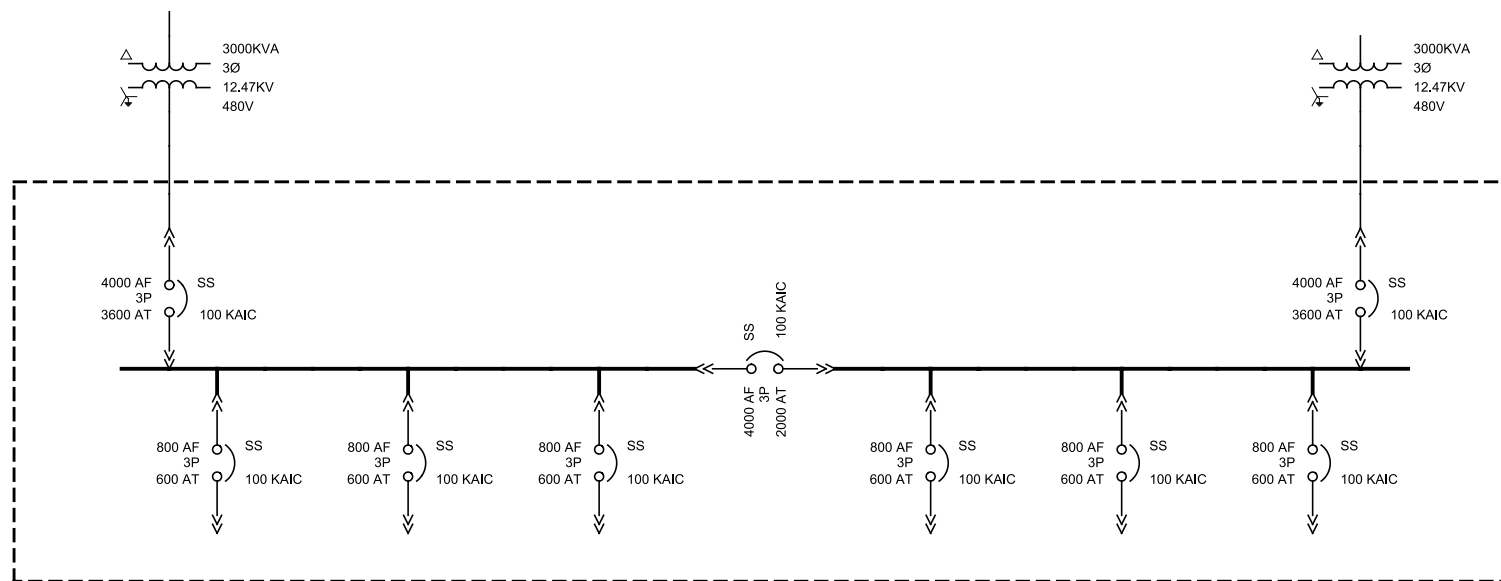 3000KVA
3Ø
12.47KV
480V
3000KVA
3Ø
12.47KV
480V
4000 AF
3P
3600 AT
SS
100 KAIC
SS
100 KAIC
4000 AF
3P
2000 AT
4000 AF
3P
3600 AT
SS
100 KAIC
800 AF
3P
600 AT
SS
100 KAIC
800 AF
3P
600 AT
SS
100 KAIC
800 AF
3P
600 AT
SS
100 KAIC
800 AF
3P
600 AT
SS
100 KAIC
800 AF
3P
600 AT
SS
100 KAIC
800 AF
3P
600 AT
SS
100 KAIC